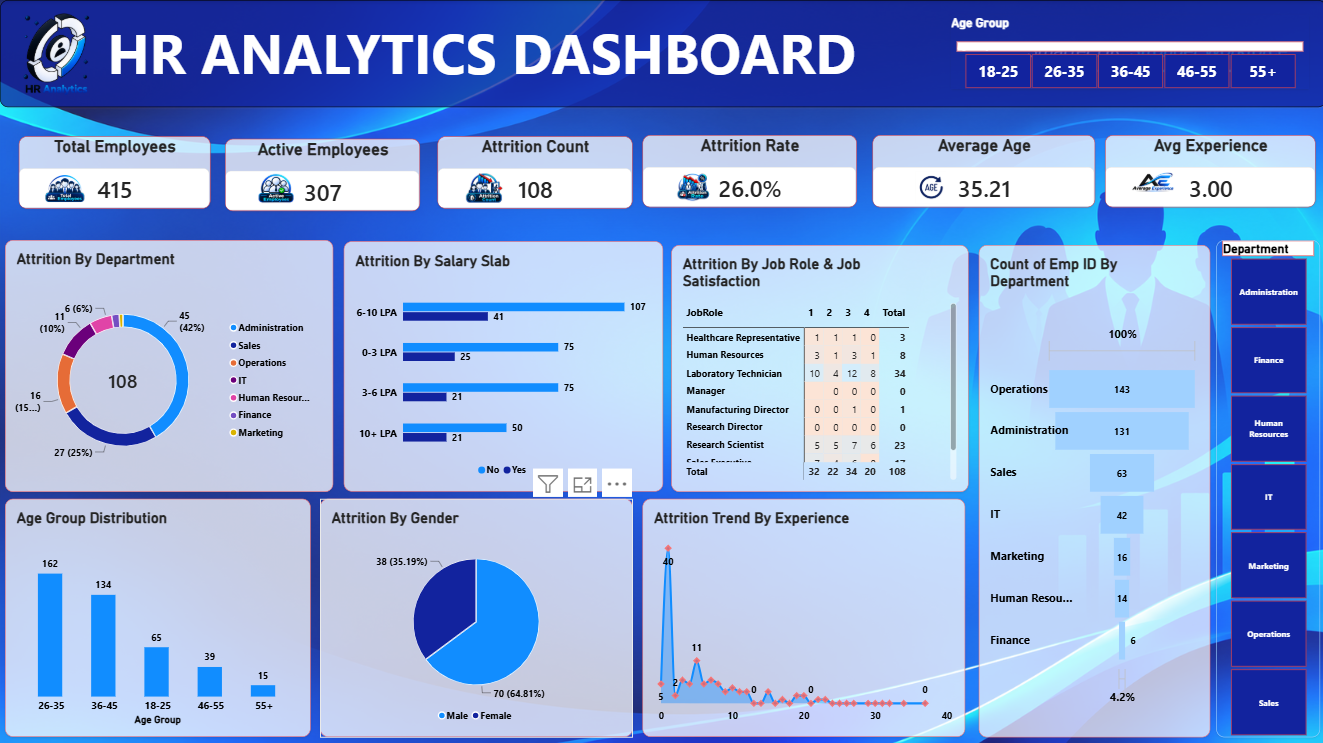 HR Analytics
HR ANALYTICS DASHBOARD
Age Group
18-25 26-35 36-45 46-55 55+
Total Employees
415
Active Employees
307
Attrition Count
108
Attrition Rate
26.0%
Average Age
AGE
35.21
Avg Experience
3.00
Attrition By Department
108
45
(42%)
27 (25%)
16
(15...)
11
(10%)
6 (6%)
Administration
Sales
Operations
IT
Human Resour...
Finance
Marketing
Attrition By Salary Slab
6-10 LPA 107
41
0-3 LPA 75
25
3-6 LPA 75
21
10+ LPA 50
21
No Yes
Attrition By Job Role & Job
Satisfaction
JobRole 1 2 3 4 Total
Healthcare Representative 1 1 1 0 3
Human Resources 3 1 3 1 8
Laboratory Technician 10 4 12 8 34
Manager 0 0 0 0
Manufacturing Director 0 0 1 0 1
Research Director 0 0 0 0 0
Research Scientist 5 5 7 6 23
Total 32 22 34 20 108
Count of Emp ID By
Department
100%
Operations 143
Administration 131
Sales 63
IT 42
Marketing 16
Human Resou... 14
Finance 6
4.2%
Department
Administration
Finance
Human
Resources
IT
Marketing
Operations
Sales
Age Group Distribution
162
134
65
39
15
26-35 36-45 18-25 46-55 55+
Age Group
Attrition By Gender
38 (35.19%)
70 (64.81%)
Male Female
Attrition Trend By Experience
40
11
5
2
0
0
0
0 10 20 30 40